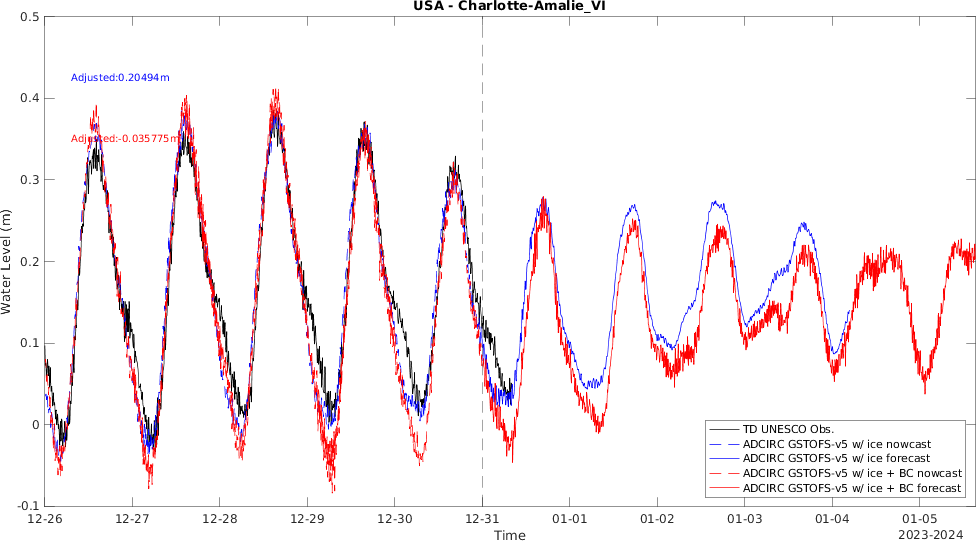 USA - Charlotte-Amalie_VI
0.5
0.4
0.3
0.2
0.1
0
-0.1
Water Level (m)
Adjusted:0.20494m
Adjusted:-0.035775m
TD UNESCO Obs.
ADCIRC GSTOFS-v5 w/ ice nowcast
ADCIRC GSTOFS-v5 w/ ice forecast
ADCIRC GSTOFS-v5 w/ ice + BC nowcast
ADCIRC GSTOFS-v5 w/ ice + BC forecast
12-26 12-27 12-28 12-29 12-30 12-31 01-01 01-02 01-03 01-04 01-05
Time
2023-2024